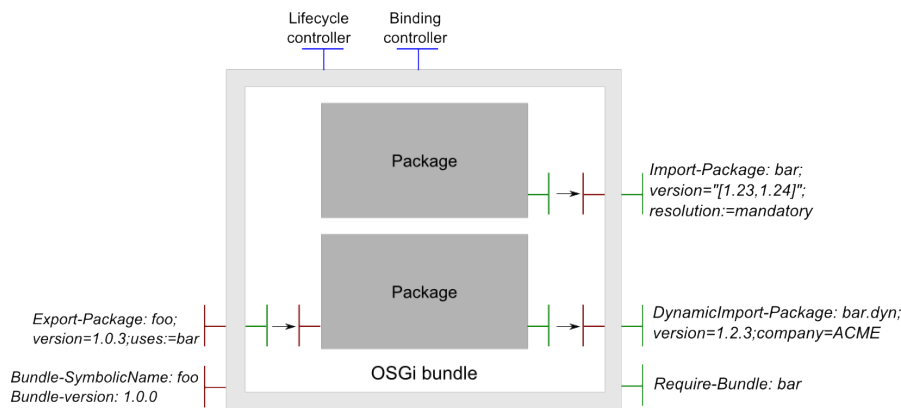 Lifecycle
controller
Binding
controller
Package
Import-Package: bar;
version="[1.23,1.24]";
resolution:=mandatory
Package
Export-Package: foo;
version=1.0.3;uses:=bar
DynamicImport-Package: bar.dyn;
version=1.2.3;company=ACME
OSGi bundle
Bundle-SymbolicName: foo
Bundle-version: 1.0.0
Require-Bundle: bar